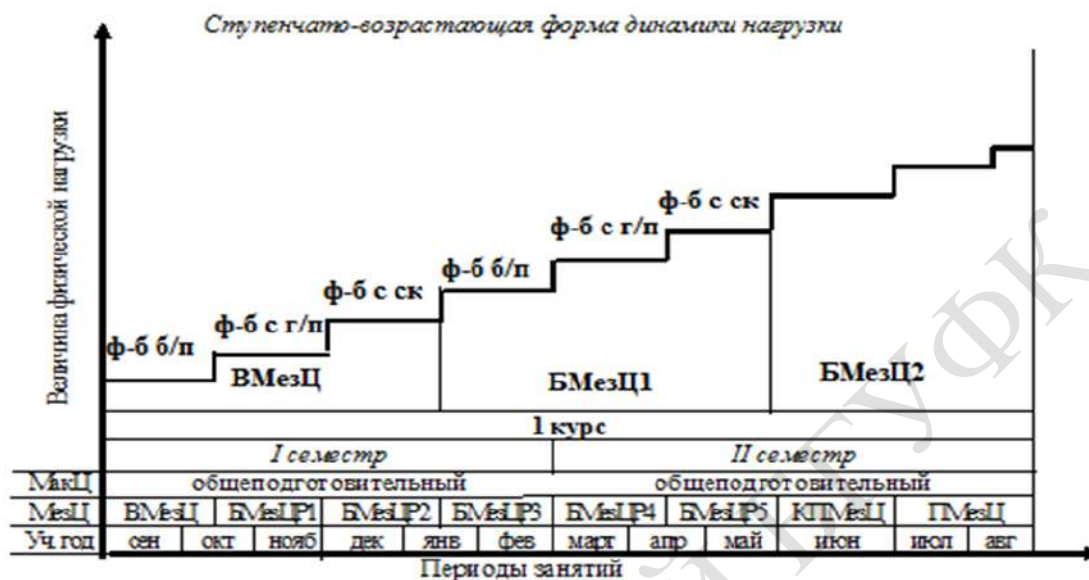 Ступенчато-возрастающая форма динамики нагрузки
Величина физической нагрузки
ф-б с ск
ф-б с г/п
ф-б б/п
ф-б с ск
ф-б с г/п
ф-б б/п
ВМезЦ БМезЦ1 БМезЦ2
1 курс
I семестр II семестр
МакЦ общеподготовительный общеподготовительный
МезЦ ВМезЦ БМезЦР1 БМезЦР2 БМезЦР3 БМезЦР4 БМезЦР5 КПМезЦ ПМезЦ
Уч. год сен окт нояб дек янв фев март апр май июн июл авг
Периоды занятий
ГУФК